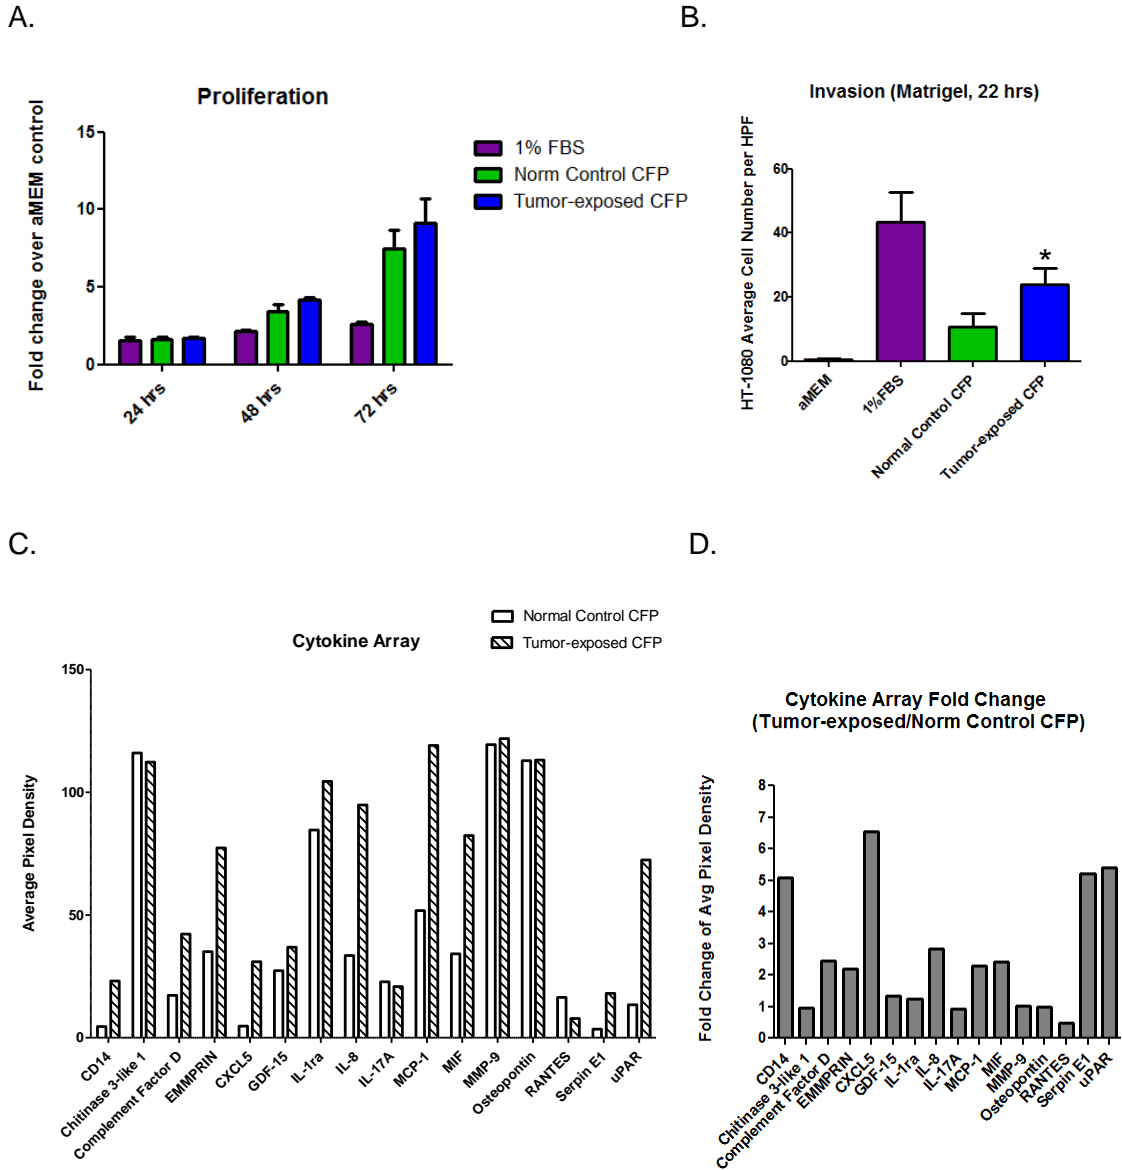 A.
B.
Proliferation
Fold change over aMEM control
15
10
5
0
24 hrs
48 hrs
72 hrs
1% FBS
Norm Control CFP
Tumor-exposed CFP
Invasion (Matrigel, 22 hrs)
HT-1080 Average Cell Number per HPF
60
40
20
0
*
aMEM
1%FBS
Normal Control CFP
Tumor-exposed CFP
C.
D.
Normal Control CFP
Tumor-exposed CFP
Cytokine Array
Average Pixel Density
150
100
50
0
CD14
Chitinase 3-like 1
Complement Factor D
EMMPRIN
CXCL5
GDF-15
IL-1ra
IL-8
IL-17A
MCP-1
MIF
MMP-9
Osteopontin
RANTES
Serpin E1
uPAR
Cytokine Array Fold Change
(Tumor-exposed/Norm Control CFP)
Fold Change of Avg Pixel Density
8
7
6
5
4
3
2
1
0
CD14
Chitinase 3-like 1
Complement Factor D
EMMPRIN
CXCL5
GDF-15
IL-1ra
IL-8
IL-17A
MCP-1
MIF
MMP-9
Osteopontin
RANTES
Serpin E1
uPAR